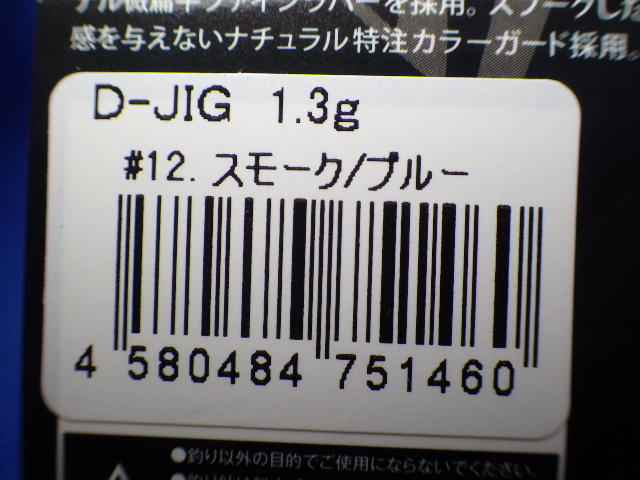 感を与えないナチュラル特注カラーガード採用。
D-JIG 1.3g
#12. スモーク/ブルー
4 580484 751460
●釣り以外の目的でご使用にならないでください。